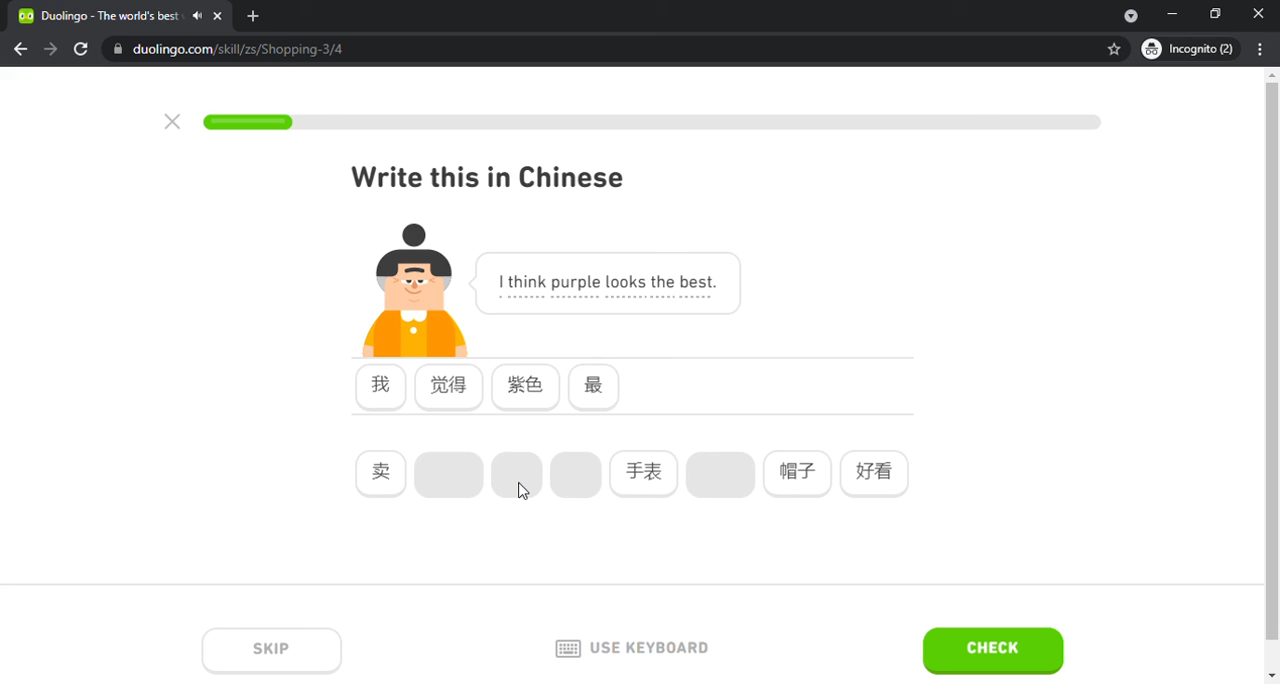 Duolingo - The world's best
duolingo.com/skill/zs/Shopping-3/4
Incognito (2)
Write this in Chinese
I think purple looks the best.
我 觉得 紫色 最
卖 手表 帽子 好看
SKIP
USE KEYBOARD
CHECK